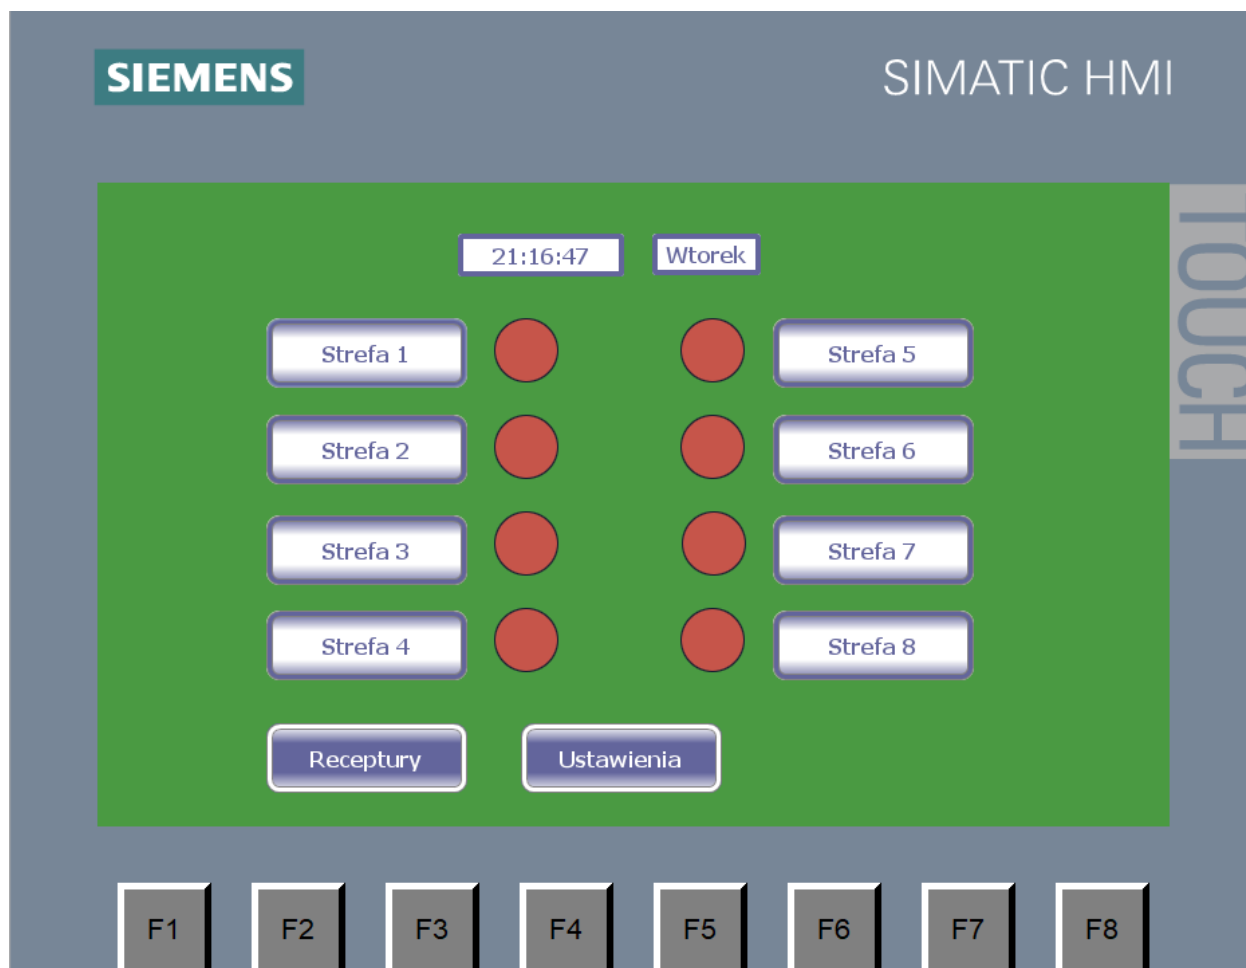 SIEMENS
SIMATIC HMI
TOUCH
21:16:47 Wtorek
Strefa 1 Strefa 5
Strefa 2 Strefa 6
Strefa 3 Strefa 7
Strefa 4 Strefa 8
Receptury Ustawienia
F1 F2 F3 F4 F5 F6 F7 F8